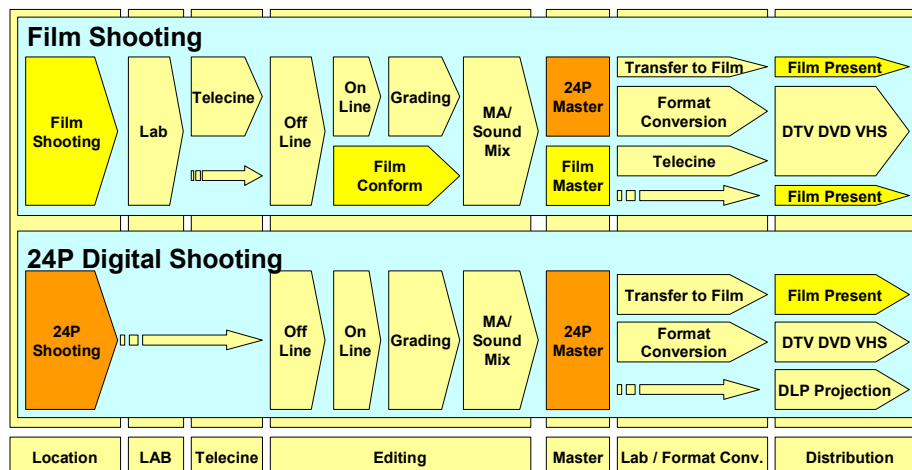 Film Shooting
Film
Shooting
Lab
Telecine
Off
Line
On
Line
Grading
Film
Conform
MA/
Sound
Mix
24P
Master
Film
Master
Transfer to Film
Format
Conversion
Telecine
Film Present
DTV DVD VHS
Film Present
24P Digital Shooting
24P
Shooting
Off
Line
On
Line
Grading
MA/
Sound
Mix
24P
Master
Transfer to Film
Format
Conversion
Film Present
DTV DVD VHS
DLP Projection
Location
LAB
Telecine
Editing
Master
Lab / Format Conv.
Distribution